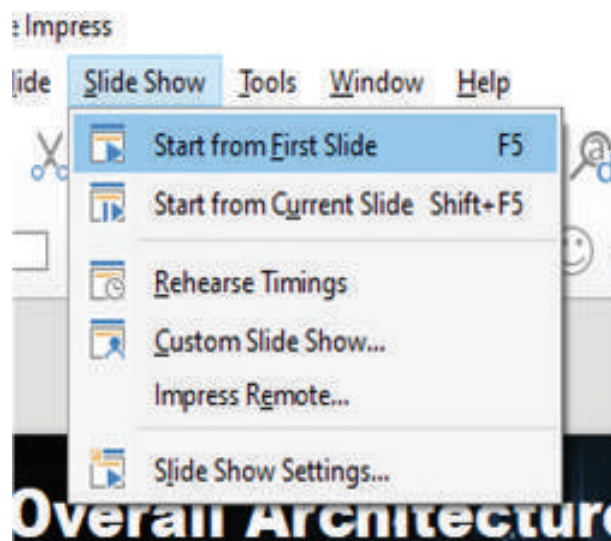 e Impress
lide Slide Show Tools Window Help
Start from First Slide F5
Start from Current Slide Shift+F5
Rehearse Timings
Custom Slide Show...
Impress Remote...
Slide Show Settings...
Overall Architecture